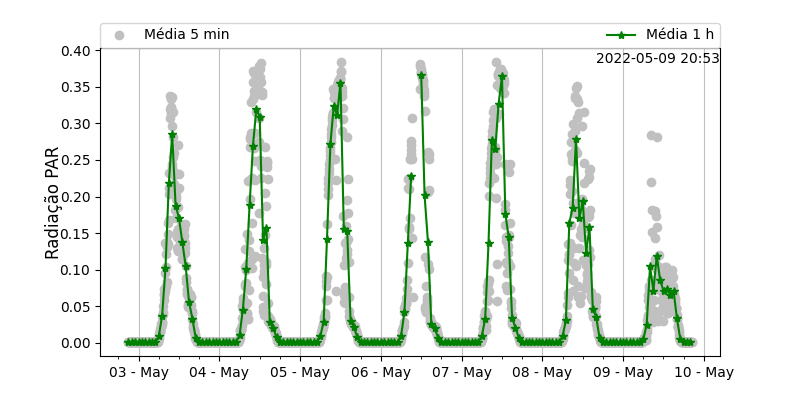 Média 5 min
Média 1 h
2022-05-09 20:53
Radiação PAR
0.40
0.35
0.30
0.25
0.20
0.15
0.10
0.05
0.00
03 - May
04 - May
05 - May
06 - May
07 - May
08 - May
09 - May
10 - May